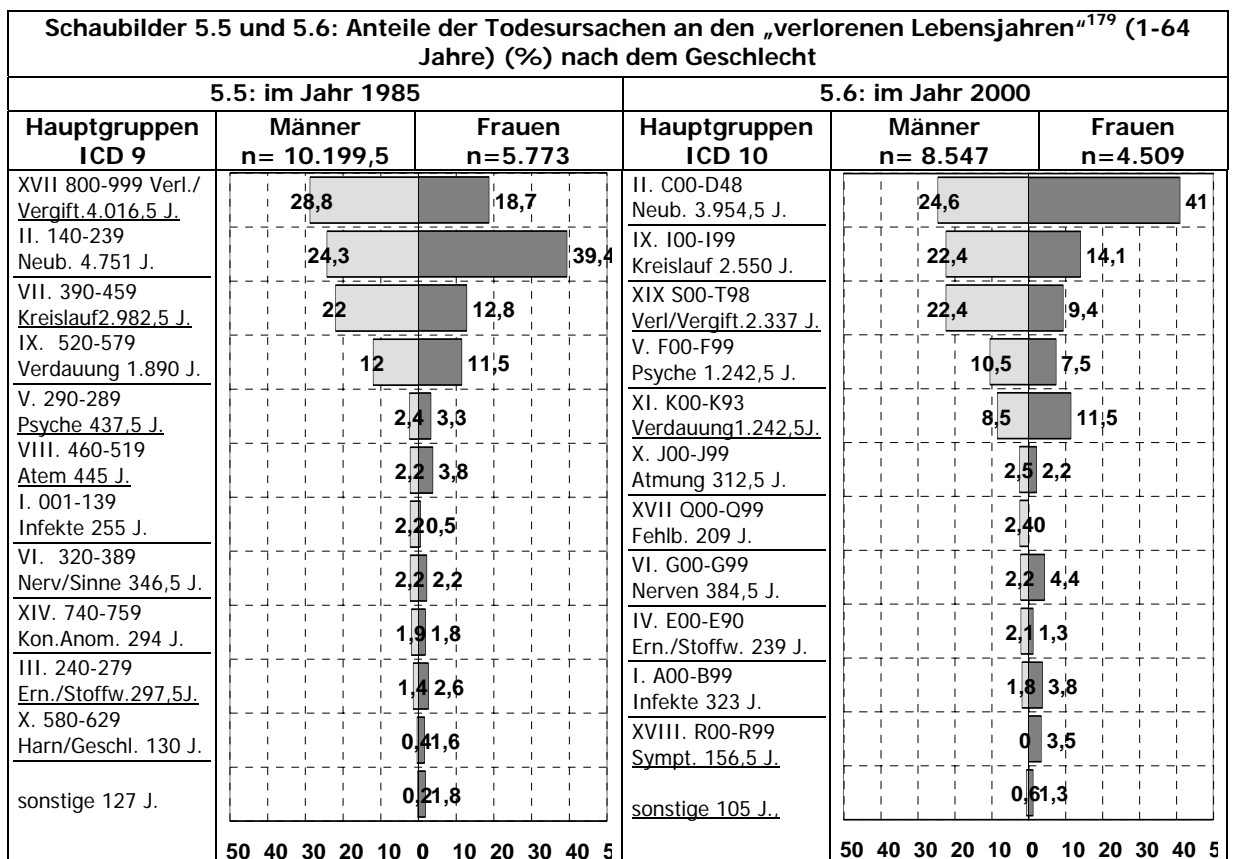 Schaubilder 5.5 und 5.6: Anteile der Todesursachen an den „verlorenen Lebensjahren“179 (1-64
Jahre) (%) nach dem Geschlecht
5.5: im Jahr 1985
Hauptgruppen
ICD 9
Männer
n= 10.199,5
Frauen
n=5.773
XVII 800-999 Verl./
Vergift.4.016,5 J.
28,8 18,7
II. 140-239
Neub. 4.751 J.
24,3 39,4
VII. 390-459
Kreislauf2.982,5 J.
22 12,8
IX. 520-579
Verdauung 1.890 J.
12 11,5
V. 290-289
Psyche 437,5 J.
2,4 3,3
VIII. 460-519
Atem 445 J.
2,2 3,8
I. 001-139
Infekte 255 J.
2,2 0,5
VI. 320-389
Nerv/Sinne 346,5 J.
2,2 2,2
XIV. 740-759
Kon.Anom. 294 J.
1,9 1,8
III. 240-279
Ern./Stoffw.297,5J.
1,4 2,6
X. 580-629
Harn/Geschl. 130 J.
0,4 1,6
sonstige 127 J.
0,2 1,8
50 40 30 20 10 0 10 20 30 40 5
5.6: im Jahr 2000
Hauptgruppen
ICD 10
Männer
n= 8.547
Frauen
n=4.509
II. C00-D48
Neub. 3.954,5 J.
24,6 41
IX. I00-I99
Kreislauf 2.550 J.
22,4 14,1
XIX S00-T98
Verl/Vergift.2.337 J.
22,4 9,4
V. F00-F99
Psyche 1.242,5 J.
10,5 7,5
XI. K00-K93
Verdauung1.242,5J.
8,5 11,5
X. J00-J99
Atmung 312,5 J.
2,5 2,2
XVII Q00-Q99
Fehlb. 209 J.
2,4 0
VI. G00-G99
Nerven 384,5 J.
2,2 4,4
IV. E00-E90
Ern./Stoffw. 239 J.
2,1 1,3
I. A00-B99
Infekte 323 J.
1,8 3,8
XVIII. R00-R99
Sympt. 156,5 J.
0 3,5
sonstige 105 J.,
0,6 1,3
50 40 30 20 10 0 10 20 30 40 5